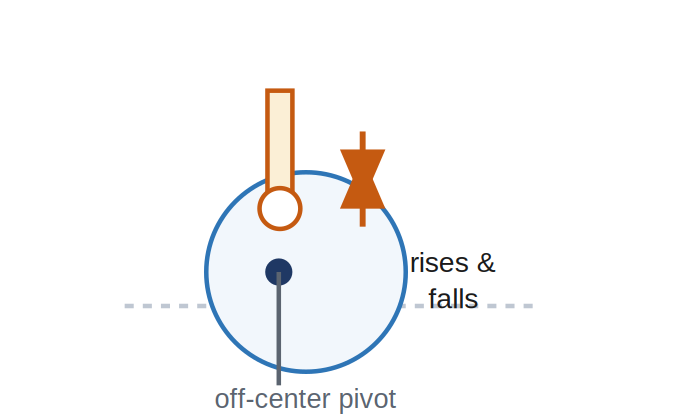 rises &
falls
off-center pivot